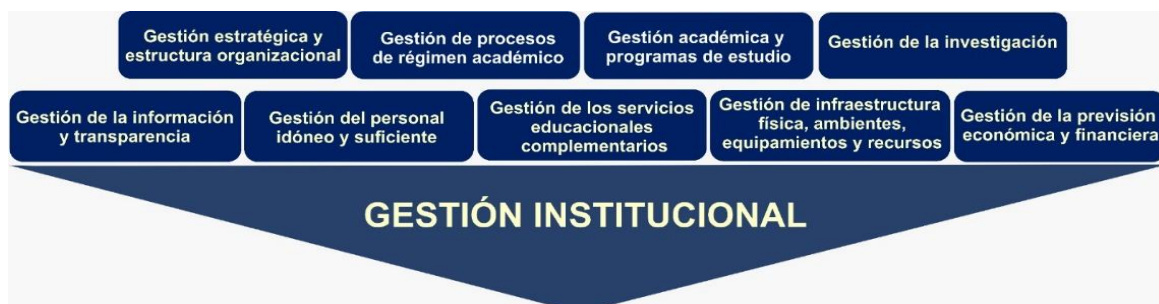 Gestión estratégica y
estructura organizacional
Gestión de procesos
de régimen académico
Gestión académica y
programas de estudio
Gestión de la investigación
Gestión de la información
y transparencia
Gestión del personal
idóneo y suficiente
Gestión de los servicios
educacionales
complementarios
Gestión de infraestructura
física, ambientes,
equipamientos y recursos
Gestión de la previsión
económica y financiera
GESTIÓN INSTITUCIONAL